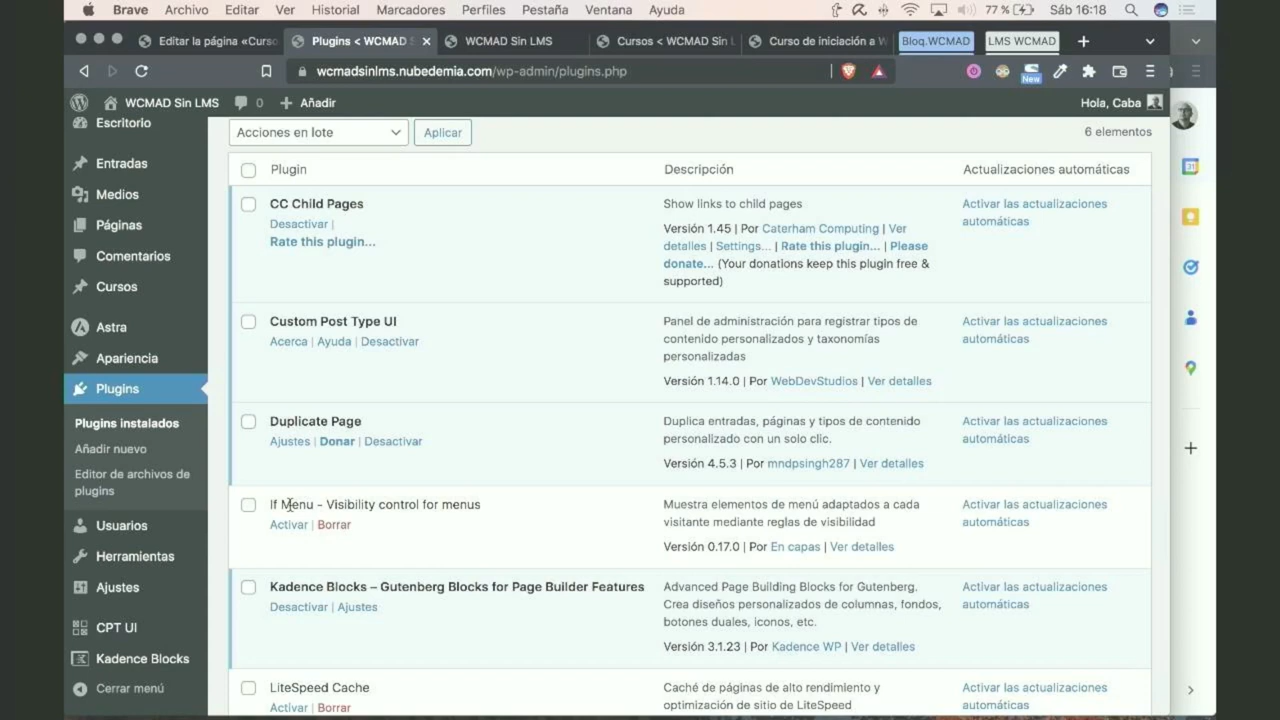 Brave Archivo Editar Ver Historial Marcadores Perfiles Pestaña Ventana Ayuda 77 % Sáb 16:18
Editar la página «Curso Plugins < WCMAD S WCMAD Sin LMS Cursos < WCMAD Sin L Curso de iniciación a W Bloq.WCMAD LMS WCMAD
wcmadsinlms.nubedemia.com/wp-admin/plugins.php
New
WCMAD Sin LMS 0 Añadir Hola, Caba
Escritorio
Entradas
Medios
Páginas
Comentarios
Cursos
Astra
Apariencia
Plugins
Plugins instalados
Añadir nuevo
Editor de archivos de
plugins
Usuarios
Herramientas
Ajustes
CPT UI
Kadence Blocks
Cerrar menú
Acciones en lote Aplicar 6 elementos
Plugin Descripción Actualizaciones automáticas
CC Child Pages
Desactivar |
Rate this plugin...
Show links to child pages
Versión 1.45 | Por Caterham Computing | Ver
detalles | Settings... | Rate this plugin... | Please
donate... (Your donations keep this plugin free &
supported)
Activar las actualizaciones
automáticas
Custom Post Type UI
Acerca | Ayuda | Desactivar
Panel de administración para registrar tipos de
contenido personalizados y taxonomías
personalizadas
Versión 1.14.0 | Por WebDevStudios | Ver detalles
Activar las actualizaciones
automáticas
Duplicate Page
Ajustes | Donar | Desactivar
Duplica entradas, páginas y tipos de contenido
personalizado con un solo clic.
Versión 4.5.3 | Por mndpsingh287 | Ver detalles
Activar las actualizaciones
automáticas
If Menu - Visibility control for menus
Activar | Borrar
Muestra elementos de menú adaptados a cada
visitante mediante reglas de visibilidad
Versión 0.17.0 | Por En capas | Ver detalles
Activar las actualizaciones
automáticas
Kadence Blocks – Gutenberg Blocks for Page Builder Features
Desactivar | Ajustes
Advanced Page Building Blocks for Gutenberg.
Crea diseños personalizados de columnas, fondos,
botones duales, iconos, etc.
Versión 3.1.23 | Por Kadence WP | Ver detalles
Activar las actualizaciones
automáticas
LiteSpeed Cache
Activar | Borrar
Caché de páginas de alto rendimiento y
optimización de sitio de LiteSpeed
Activar las actualizaciones
automáticas
31